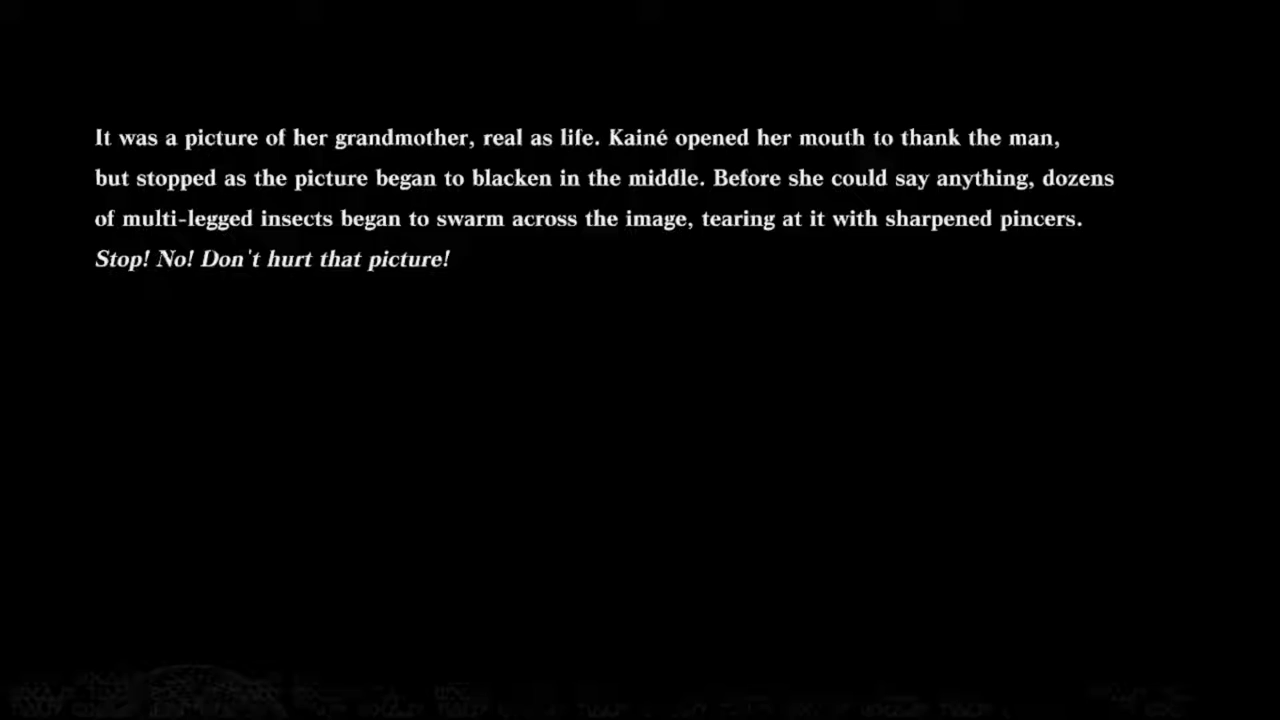 It was a picture of her grandmother, real as life. Kainé opened her mouth to thank the man,
but stopped as the picture began to blacken in the middle. Before she could say anything, dozens
of multi-legged insects began to swarm across the image, tearing at it with sharpened pincers.
Stop! No! Don't hurt that picture!